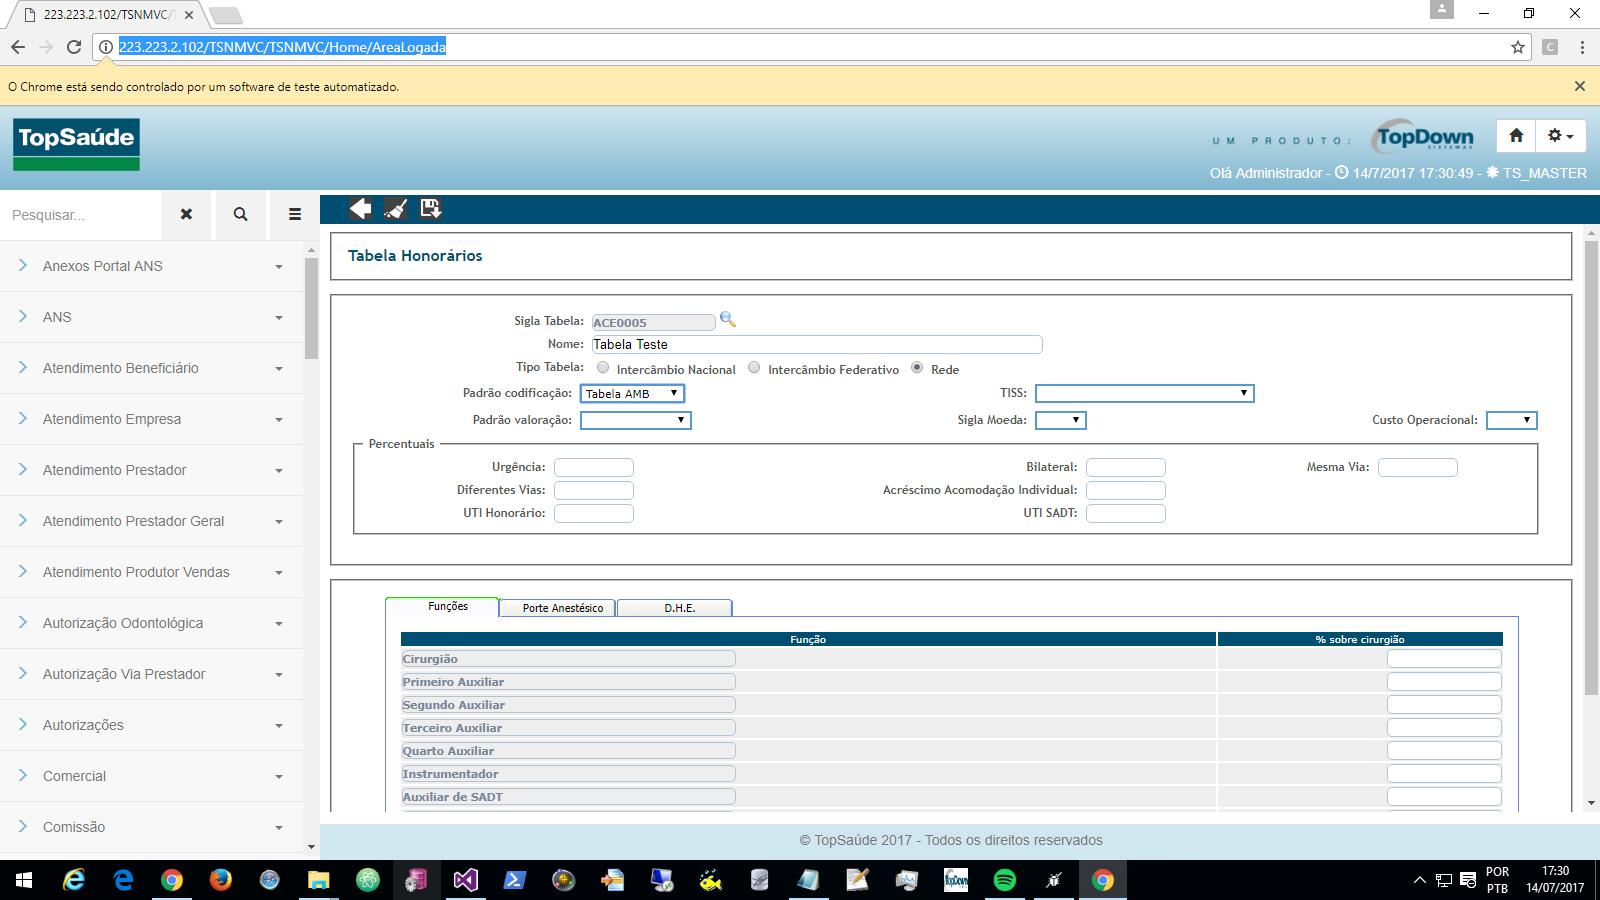 223.223.2.102/TSNMVC/T
223.223.2.102/TSNMVC/TSNMVC/Home/AreaLogada
C
O Chrome está sendo controlado por um software de teste automatizado.
TopSaúde
UM PRODUTO:
TopDown
SISTEMAS
Olá Administrador - 14/7/2017 17:30:49 - TS_MASTER
Pesquisar...
Anexos Portal ANS
ANS
Atendimento Beneficiário
Atendimento Empresa
Atendimento Prestador
Atendimento Prestador Geral
Atendimento Produtor Vendas
Autorização Odontológica
Autorização Via Prestador
Autorizações
Comercial
Comissão
Tabela Honorários
Sigla Tabela: ACE0005
Nome: Tabela Teste
Tipo Tabela: Intercâmbio Nacional Intercâmbio Federativo Rede
Padrão codificação: Tabela AMB TISS:
Padrão valoração: Sigla Moeda: Custo Operacional:
Percentuais
Urgência: Bilateral: Mesma Via:
Diferentes Vias: Acréscimo Acomodação Individual:
UTI Honorário: UTI SADT:
Funções Porte Anestésico D.H.E.
Função % sobre cirurgião
Cirurgião
Primeiro Auxiliar
Segundo Auxiliar
Terceiro Auxiliar
Quarto Auxiliar
Instrumentador
Auxiliar de SADT
© TopSaúde 2017 - Todos os direitos reservados
TopDown
POR
PTB
17:30
14/07/2017